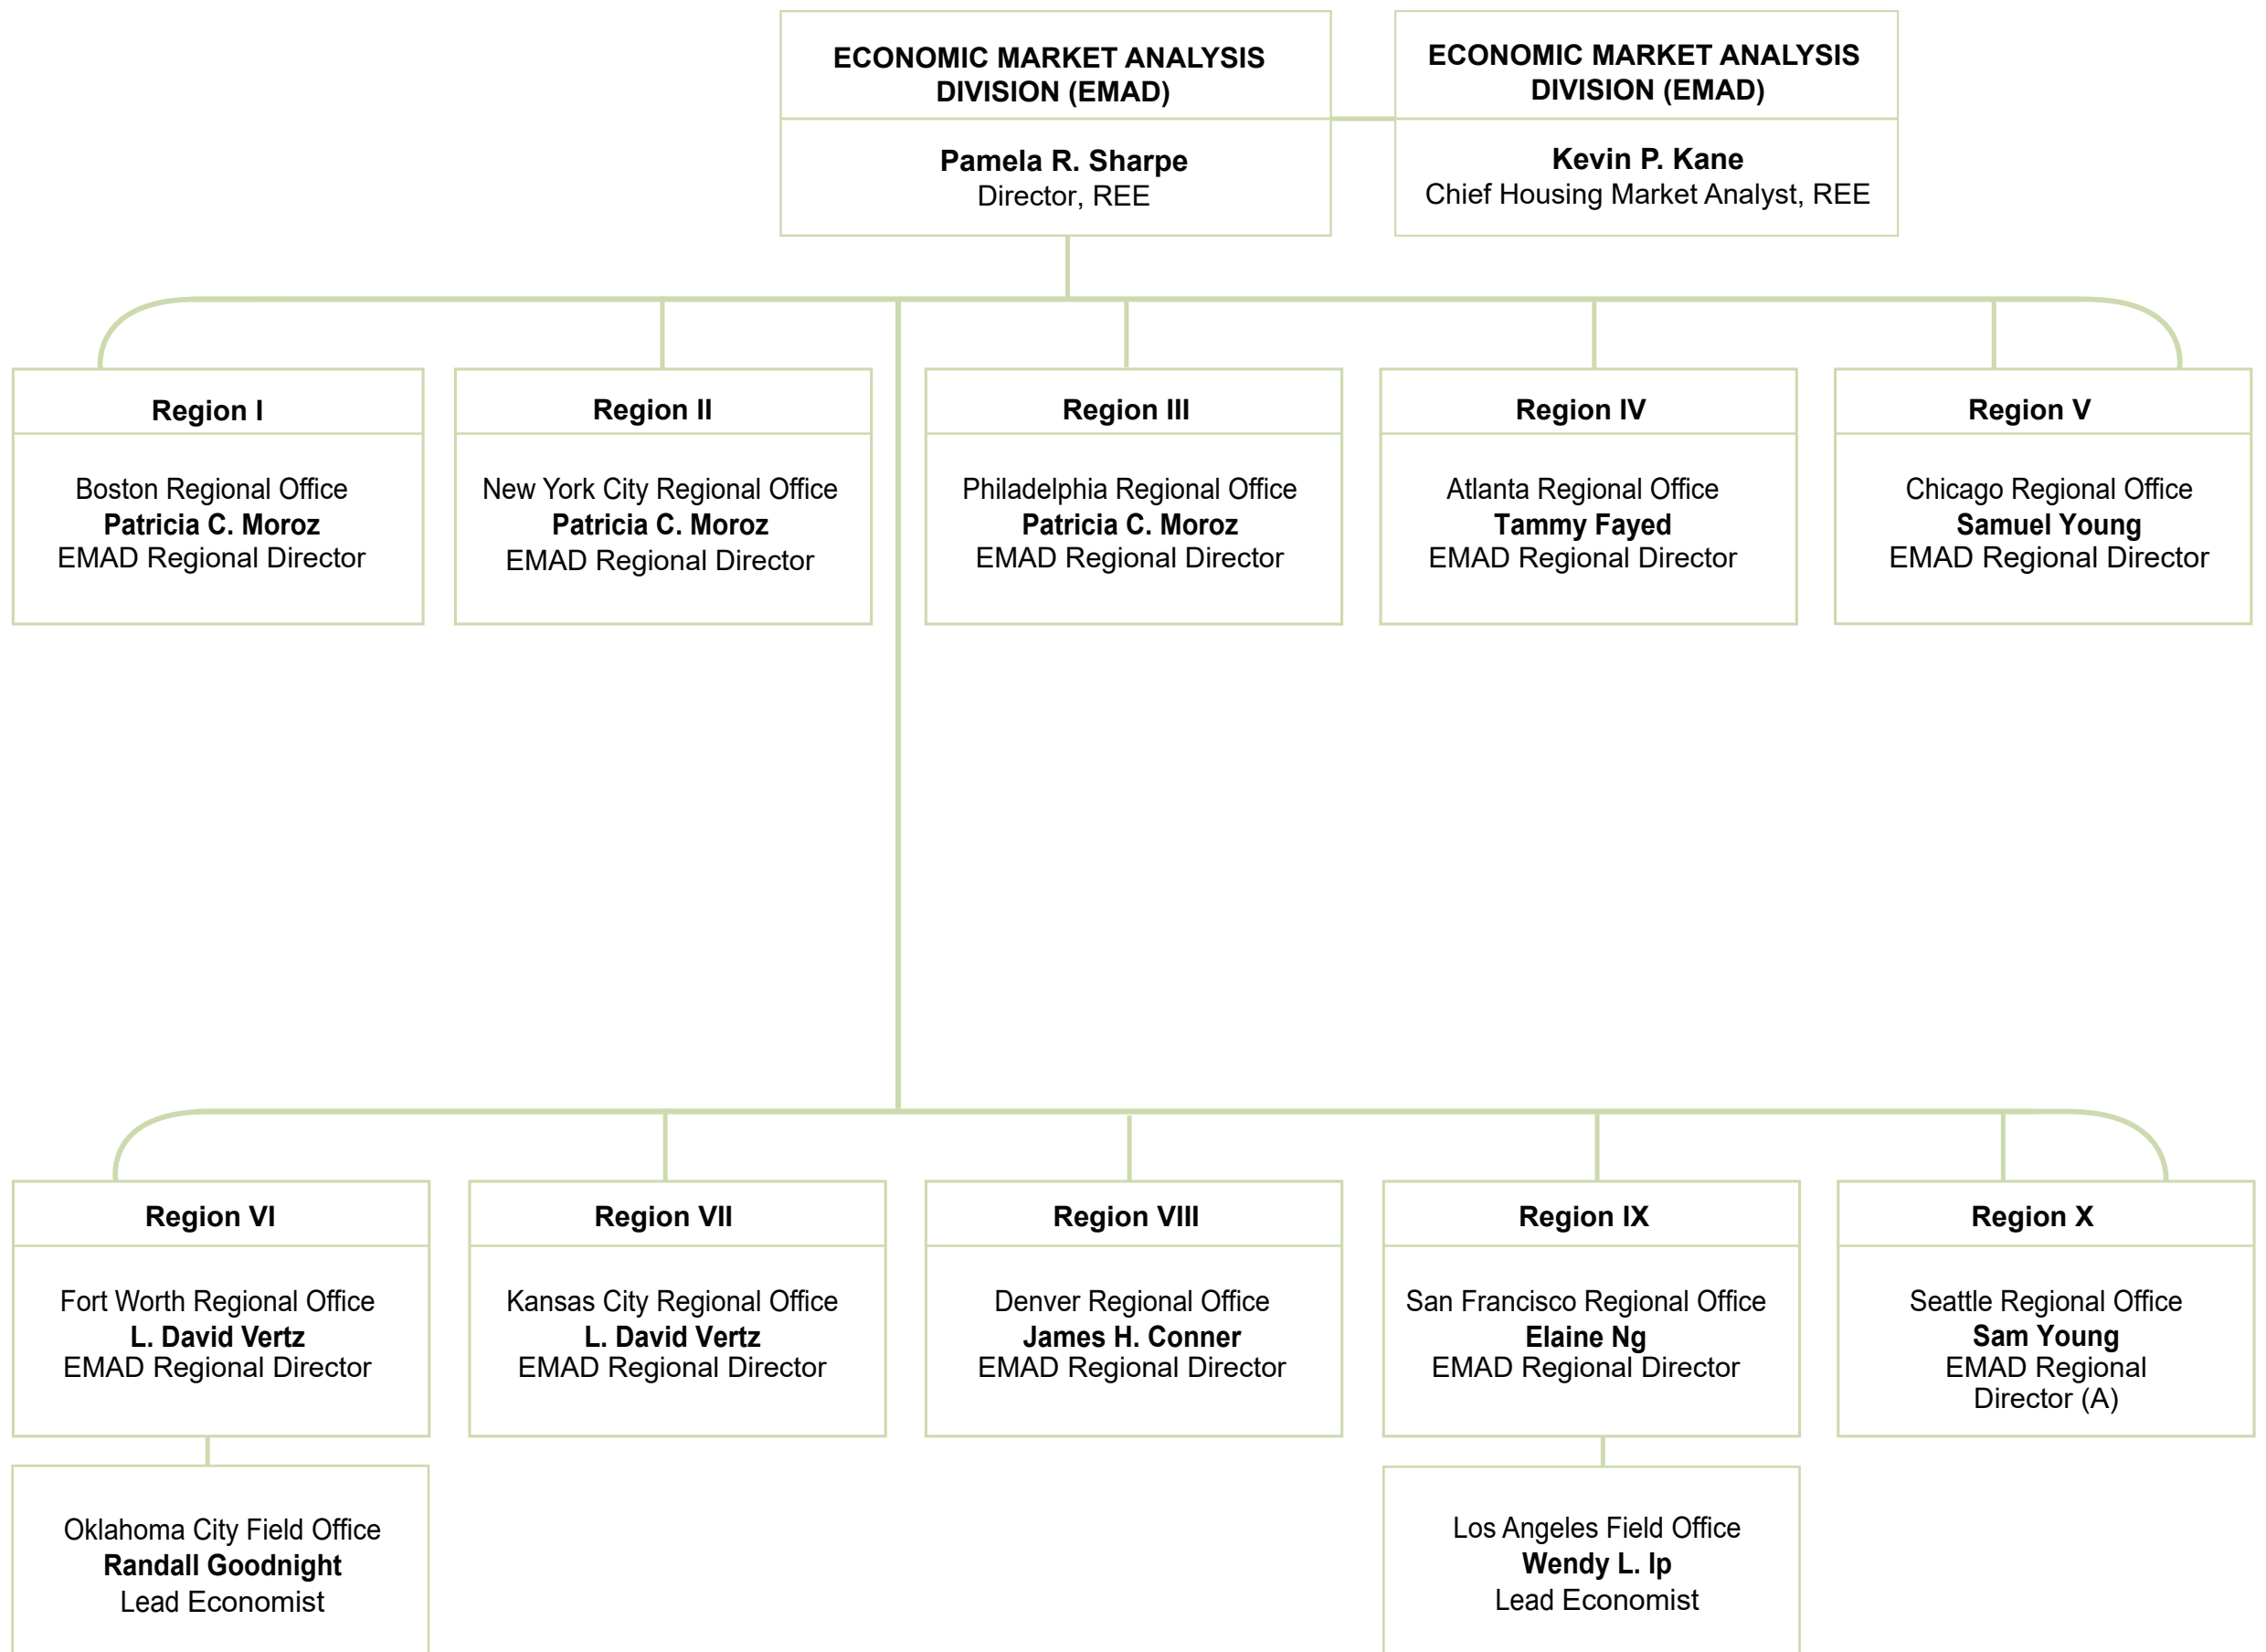 ECONOMIC MARKET ANALYSIS
DIVISION (EMAD)
Pamela R. Sharpe
Director, REE
ECONOMIC MARKET ANALYSIS
DIVISION (EMAD)
Kevin P. Kane
Chief Housing Market Analyst, REE
Region I
Boston Regional Office
Patricia C. Moroz
EMAD Regional Director
Region II
New York City Regional Office
Patricia C. Moroz
EMAD Regional Director
Region III
Philadelphia Regional Office
Patricia C. Moroz
EMAD Regional Director
Region IV
Atlanta Regional Office
Tammy Fayed
EMAD Regional Director
Region V
Chicago Regional Office
Samuel Young
EMAD Regional Director
Region VI
Fort Worth Regional Office
L. David Vertz
EMAD Regional Director
Region VII
Kansas City Regional Office
L. David Vertz
EMAD Regional Director
Region VIII
Denver Regional Office
James H. Conner
EMAD Regional Director
Region IX
San Francisco Regional Office
Elaine Ng
EMAD Regional Director
Region X
Seattle Regional Office
Sam Young
EMAD Regional
Director (A)
Oklahoma City Field Office
Randall Goodnight
Lead Economist
Los Angeles Field Office
Wendy L. Ip
Lead Economist